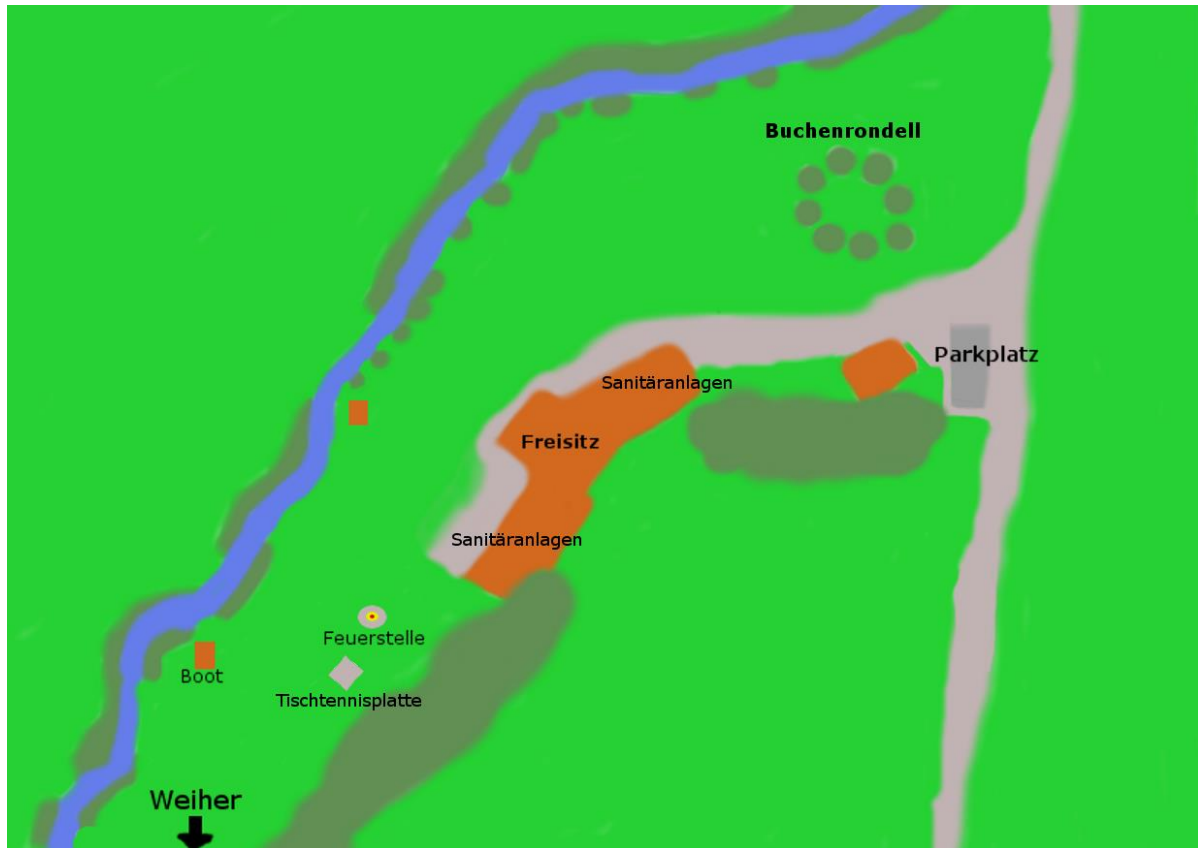 Buchenrondell
Parkplatz
Sanitäranlagen
Freisitz
Sanitäranlagen
Feuerstelle
Boot
Tischtennisplatte
Weiher